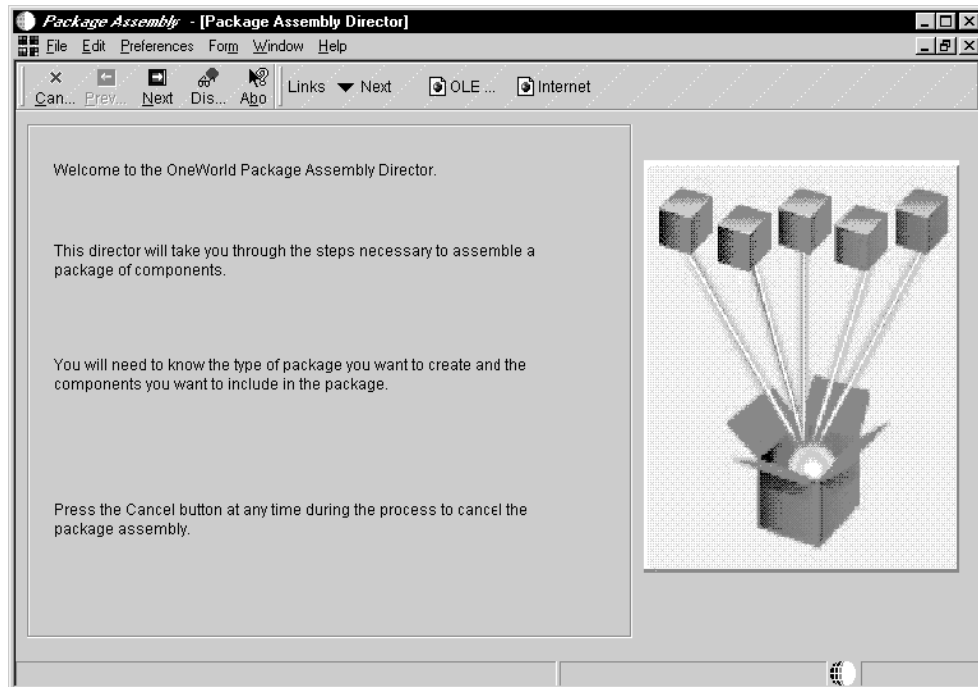 Package Assembly - [Package Assembly Director]
File Edit Preferences Form Window Help
Can... Prev... Next Dis... Abo Links Next OLE ... Internet
Welcome to the OneWorld Package Assembly Director.
This director will take you through the steps necessary to assemble a
package of components.
You will need to know the type of package you want to create and the
components you want to include in the package.
Press the Cancel button at any time during the process to cancel the
package assembly.